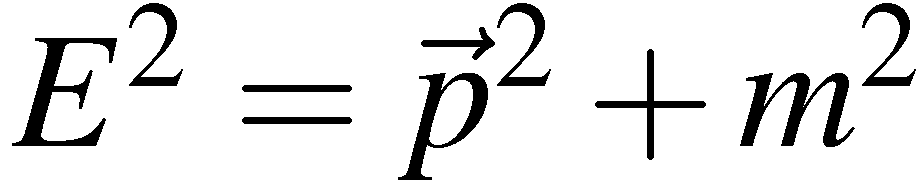 E² = p⃗² + m²